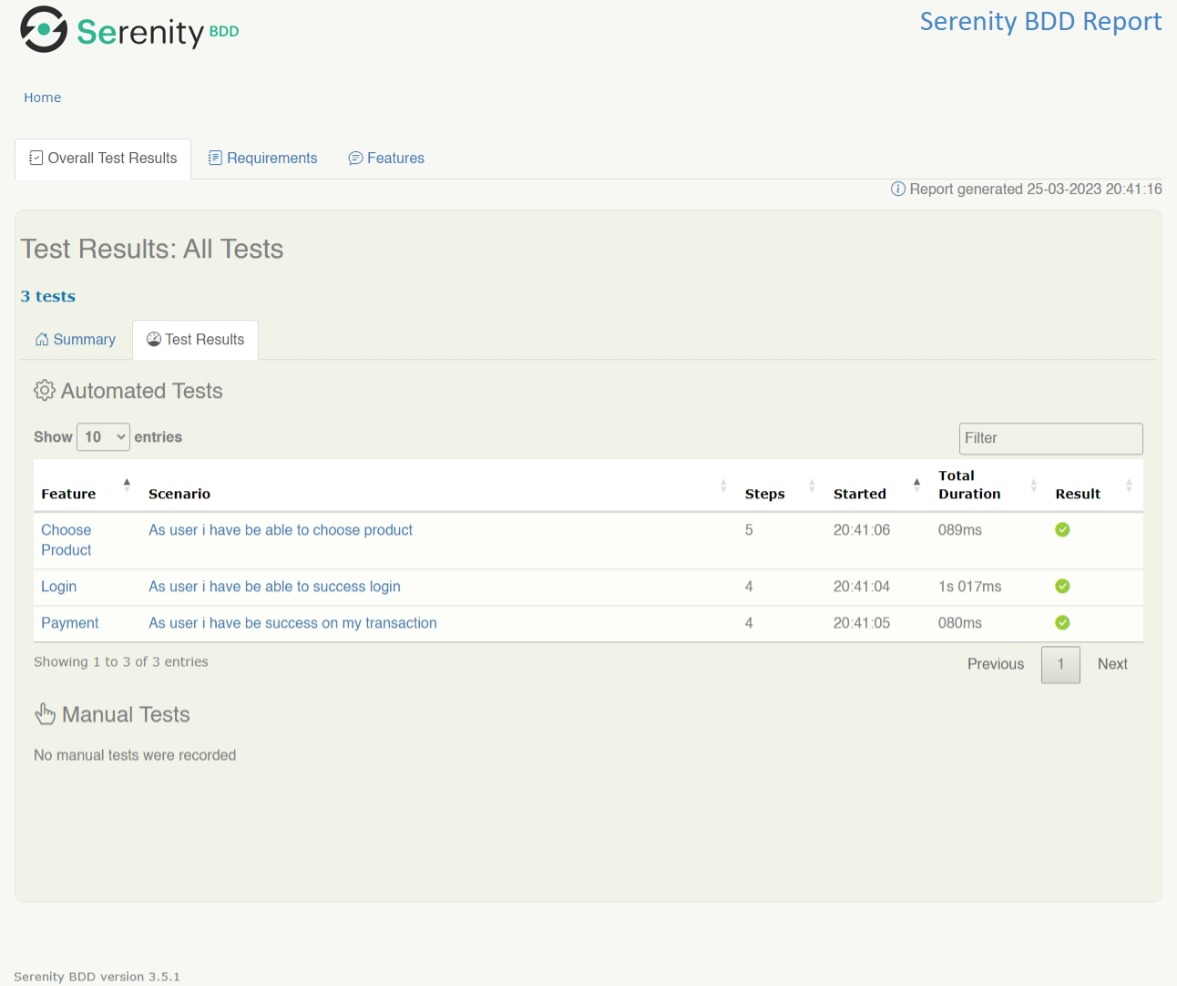 Serenity BDD
Serenity BDD Report
Home
Overall Test Results Requirements Features
Report generated 25-03-2023 20:41:16
Test Results: All Tests
3 tests
Summary Test Results
Automated Tests
Show 10 entries Filter
Feature Scenario Steps Started Total Duration Result
Choose Product As user i have be able to choose product 5 20:41:06 089ms
Login As user i have be able to success login 4 20:41:04 1s 017ms
Payment As user i have be success on my transaction 4 20:41:05 080ms
Showing 1 to 3 of 3 entries Previous 1 Next
Manual Tests
No manual tests were recorded
Serenity BDD version 3.5.1